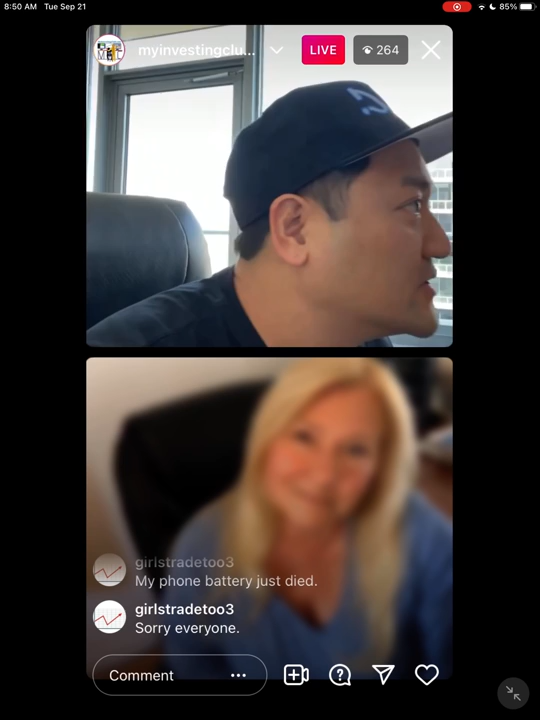 8:50 AM Tue Sep 21
85%
myinvestingclu...
LIVE
264
girlstradetoo3
My phone battery just died.
girlstradetoo3
Sorry everyone.
Comment